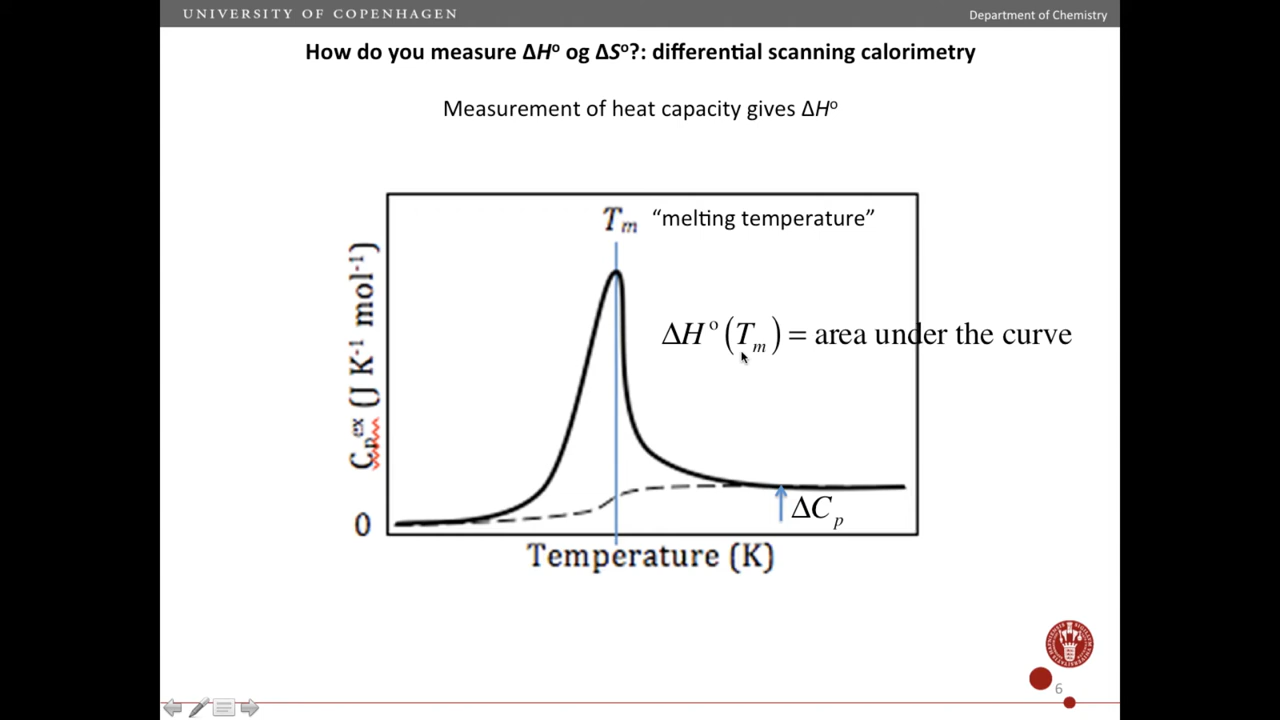 UNIVERSITY OF COPENHAGEN
Department of Chemistry
How do you measure ΔHº og ΔSº?: differential scanning calorimetry
Measurement of heat capacity gives ΔHº
Tm "melting temperature"
ΔHº(Tm) = area under the curve
Cpex (J K-1 mol-1)
ΔCp
0
Temperature (K)
6